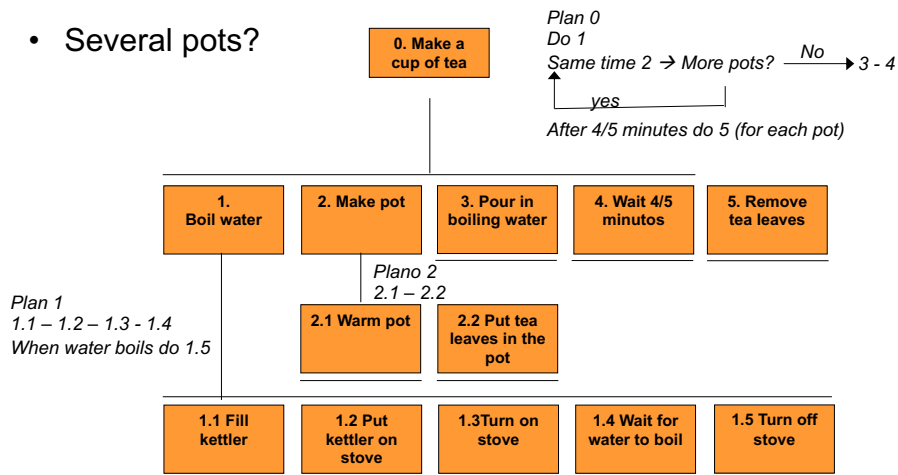 • Several pots?
0. Make a
cup of tea
Plan 0
Do 1
Same time 2 → More pots? No 3 - 4
yes
After 4/5 minutes do 5 (for each pot)
1.
Boil water
2. Make pot
3. Pour in
boiling water
4. Wait 4/5
minutos
5. Remove
tea leaves
Plano 2
2.1 – 2.2
Plan 1
1.1 – 1.2 – 1.3 - 1.4
When water boils do 1.5
2.1 Warm pot
2.2 Put tea
leaves in the
pot
1.1 Fill
kettler
1.2 Put
kettler on
stove
1.3Turn on
stove
1.4 Wait for
water to boil
1.5 Turn off
stove